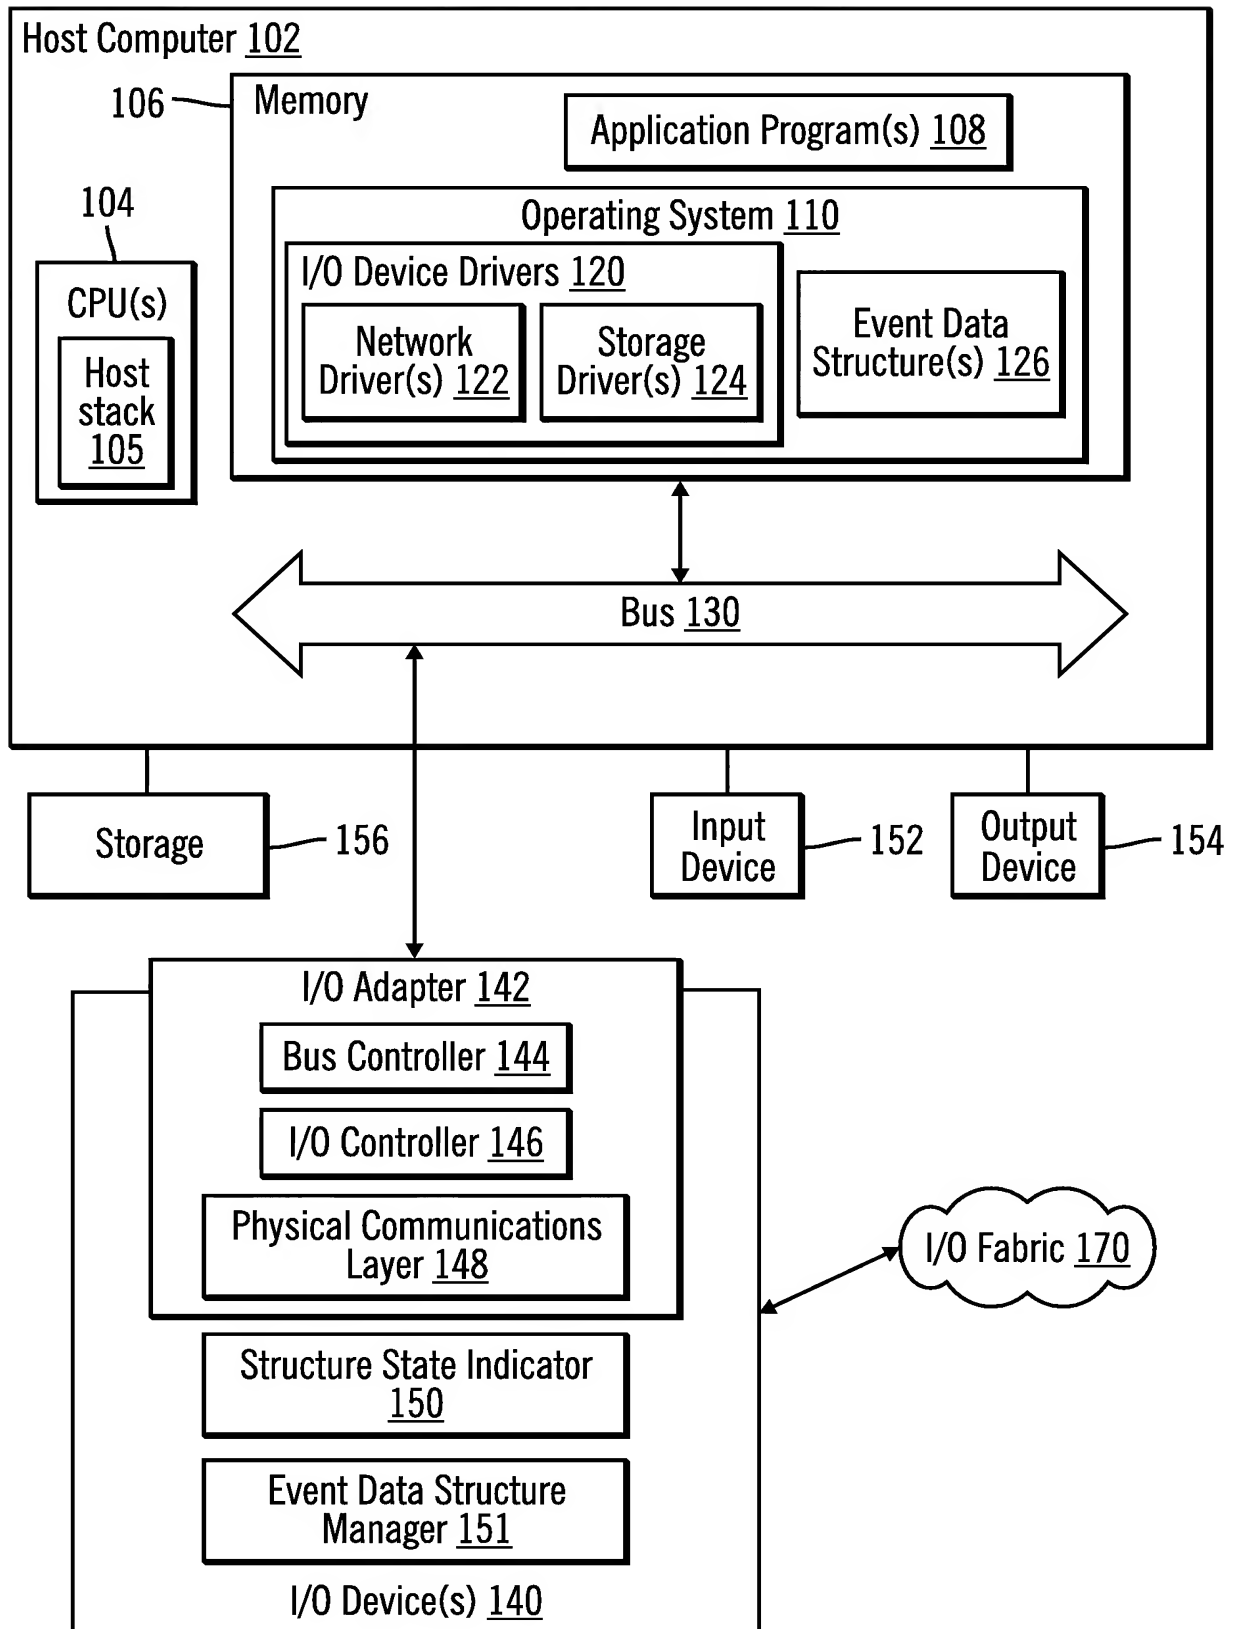 Host Computer 102
106
Memory
Application Program(s) 108
104
Operating System 110
CPU(s)
I/O Device Drivers 120
Host
stack
105
Network
Driver(s) 122
Storage
Driver(s) 124
Event Data
Structure(s) 126
Bus 130
Storage
156
Input
Device
152
Output
Device
154
I/O Adapter 142
Bus Controller 144
I/O Controller 146
Physical Communications
Layer 148
I/O Fabric 170
Structure State Indicator
150
Event Data Structure
Manager 151
I/O Device(s) 140